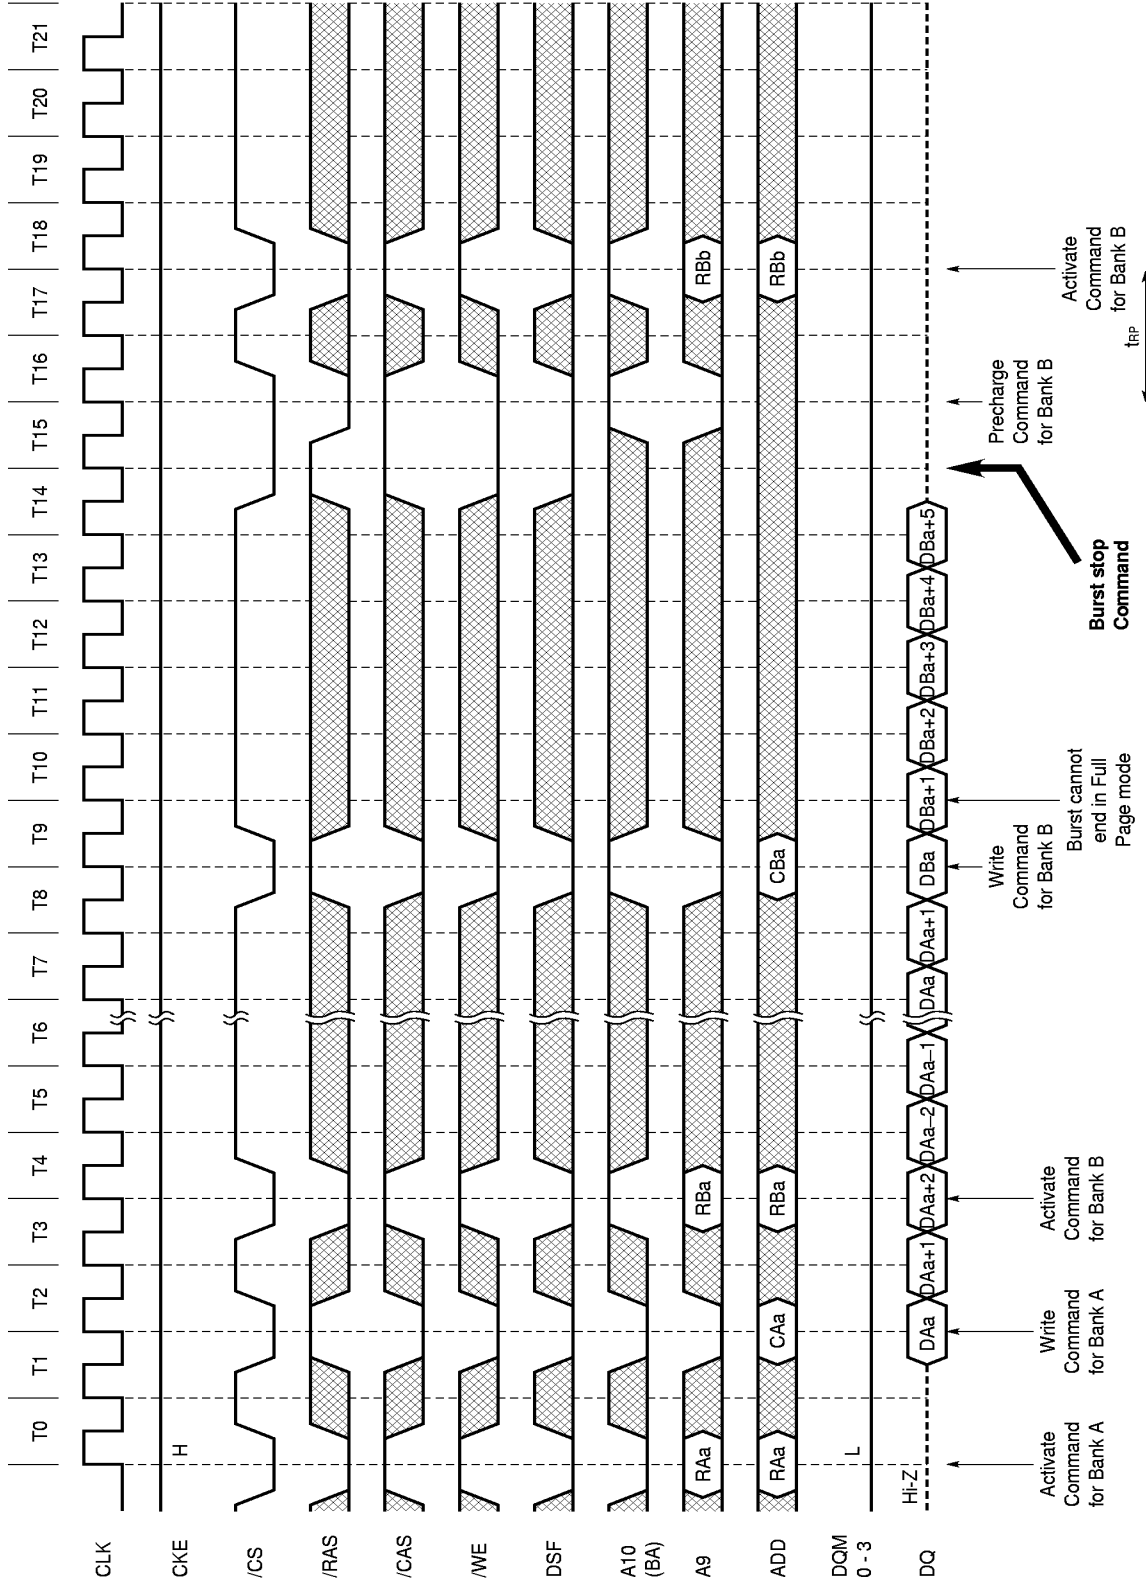 T0 T1 T2 T3 T4 T5 T6 T7 T8 T9 T10 T11 T12 T13 T14 T15 T16 T17 T18 T19 T20 T21
CLK
CKE
H
/CS
/RAS
/CAS
/WE
DSF
A10
(BA)
A9
RAa RBa RBb
ADD
RAa CAa RBa CBa RBb
DQM
0 - 3
L
DQ
Hi-Z
DAa DAa+1 DAa+2 DAa–2 DAa–1 DAa DAa+1 DBa DBa+1 DBa+2 DBa+3 DBa+4 DBa+5
Activate
Command
for Bank A
Write
Command
for Bank A
Activate
Command
for Bank B
Write
Command
for Bank B
Burst cannot
end in Full
Page mode
Burst stop
Command
Precharge
Command
for Bank B
tRP
Activate
Command
for Bank B